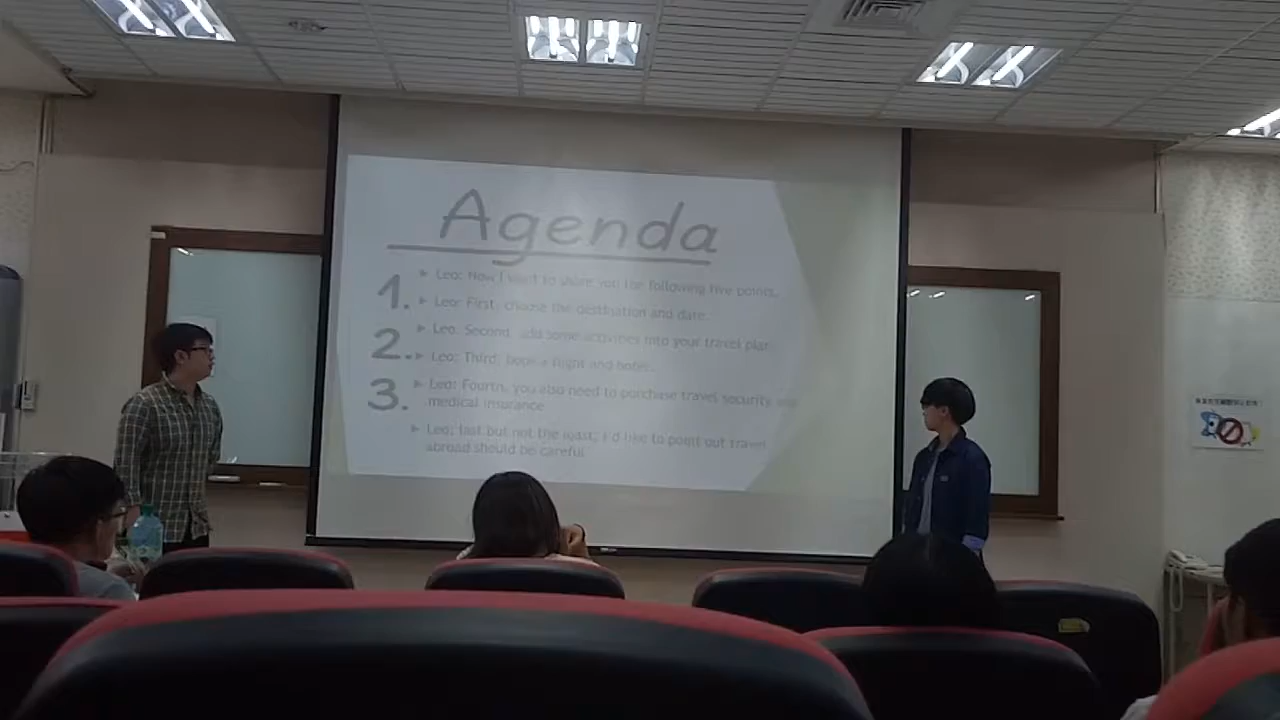 Agenda
1.
2.
3.
Leo: Now I want to share you the following five points.
Leo: First, choose the destination and date.
Leo: Second, add some activities into your travel plan
Leo: Third, book a flight and hotel.
Leo: Fourth, you also need to purchase travel security and
medical insurance
Leo: last but not the least, I'd like to point out travel
abroad should be careful